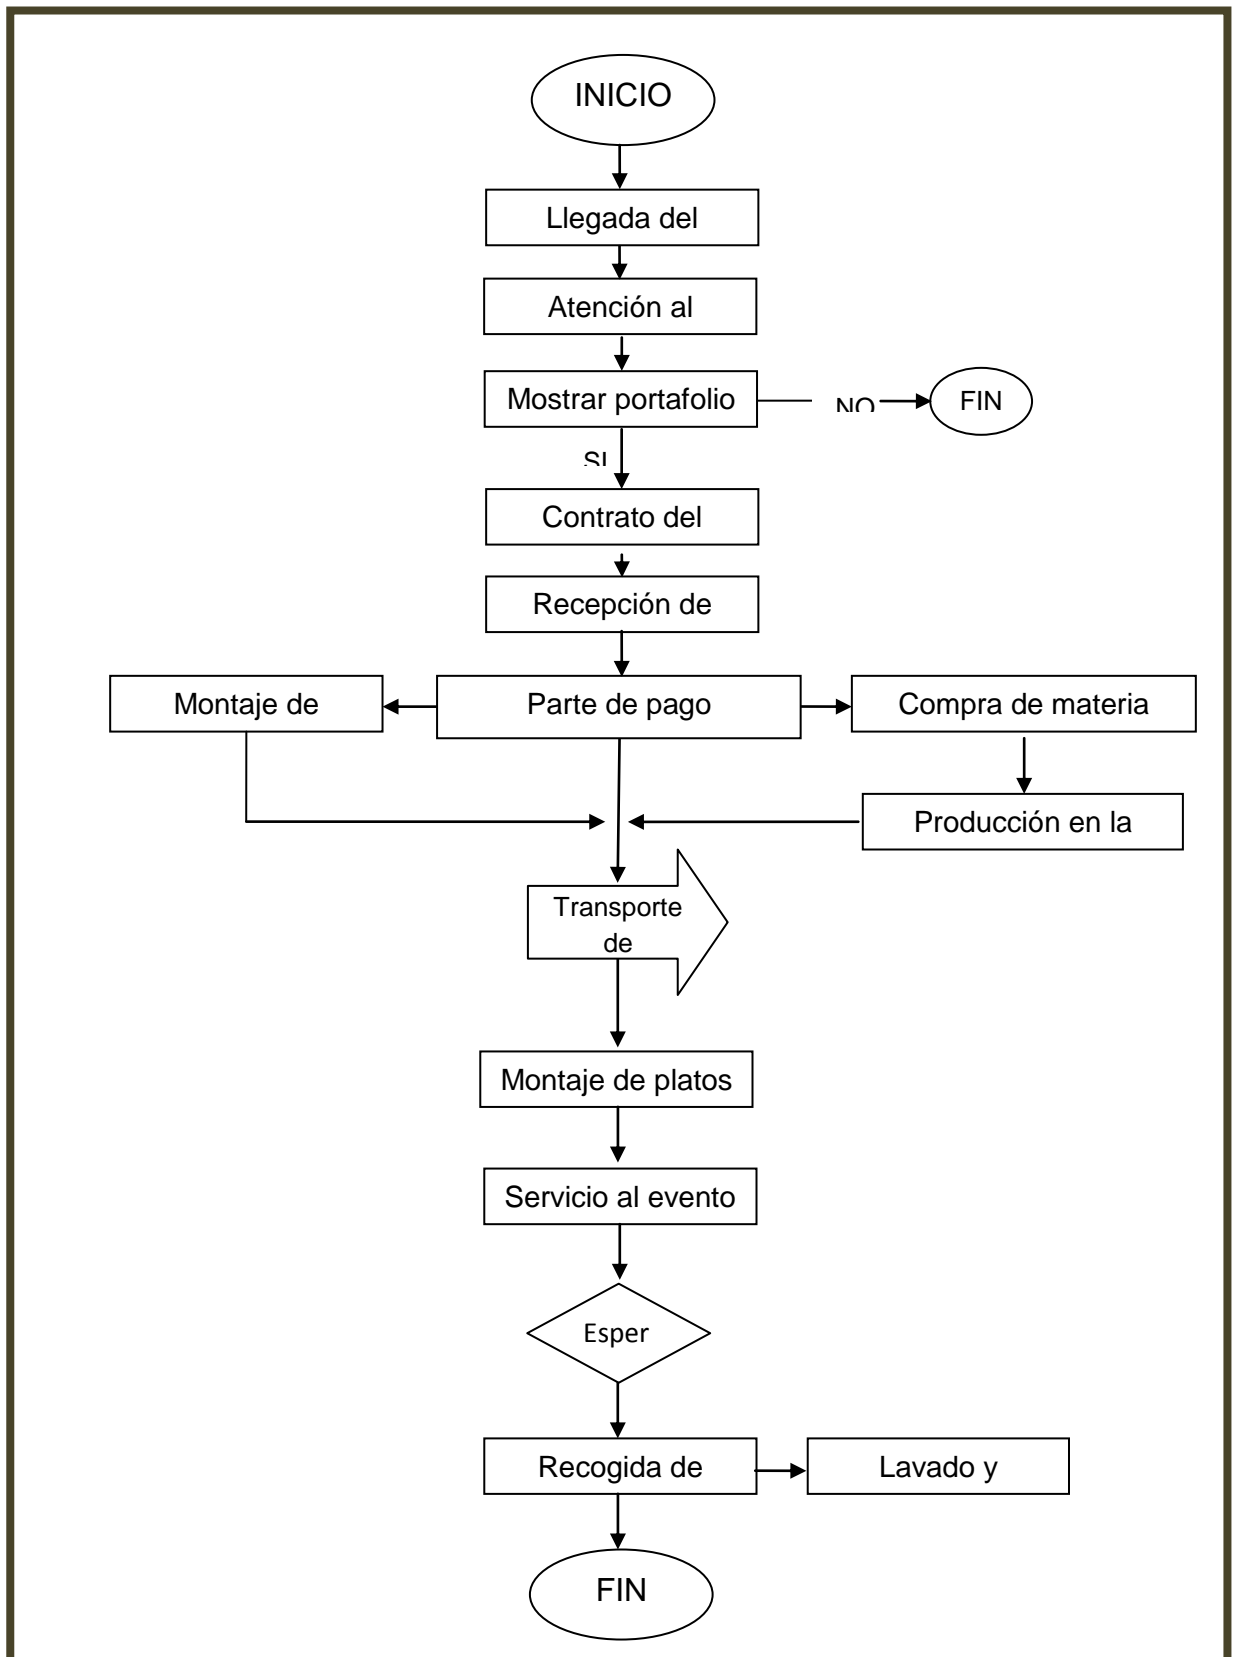 INICIO
Llegada del
Atención al
Mostrar portafolio
NO
FIN
SI
Contrato del
Recepción de
Montaje de
Parte de pago
Compra de materia
Producción en la
Transporte
de
Montaje de platos
Servicio al evento
Esper
Recogida de
Lavado y
FIN